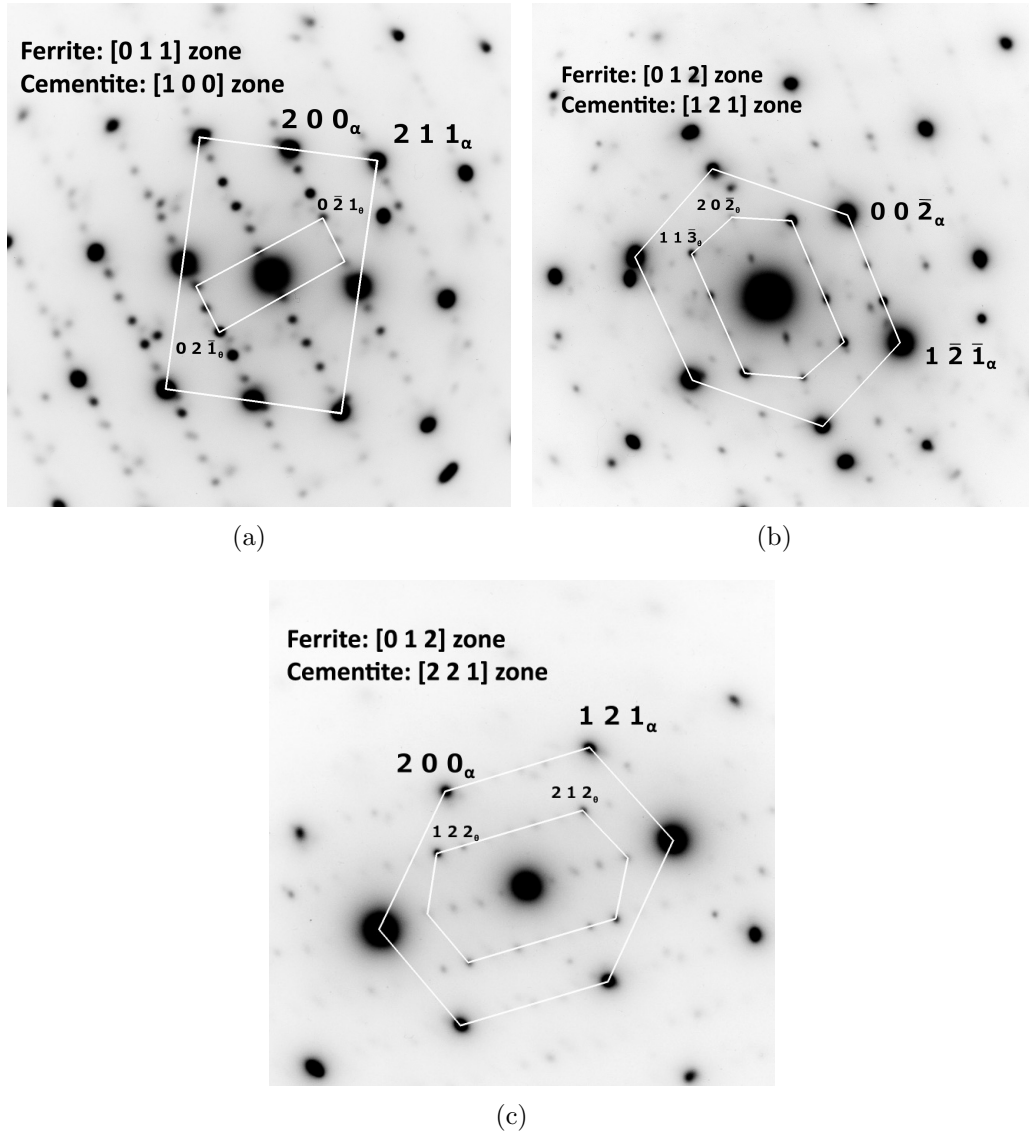 Ferrite: [0 1 1] zone
Cementite: [1 0 0] zone
2 0 0α
2 1 1α
0 2̄ 1θ
0 2 1̄θ
(a)
Ferrite: [0 1 2] zone
Cementite: [1 2 1] zone
2 0 2̄θ
0 0 2̄α
1 1 3̄θ
1 2̄ 1̄α
(b)
Ferrite: [0 1 2] zone
Cementite: [2 2 1] zone
1 2 1α
2 0 0α
2 1 2θ
1 2 2θ
(c)